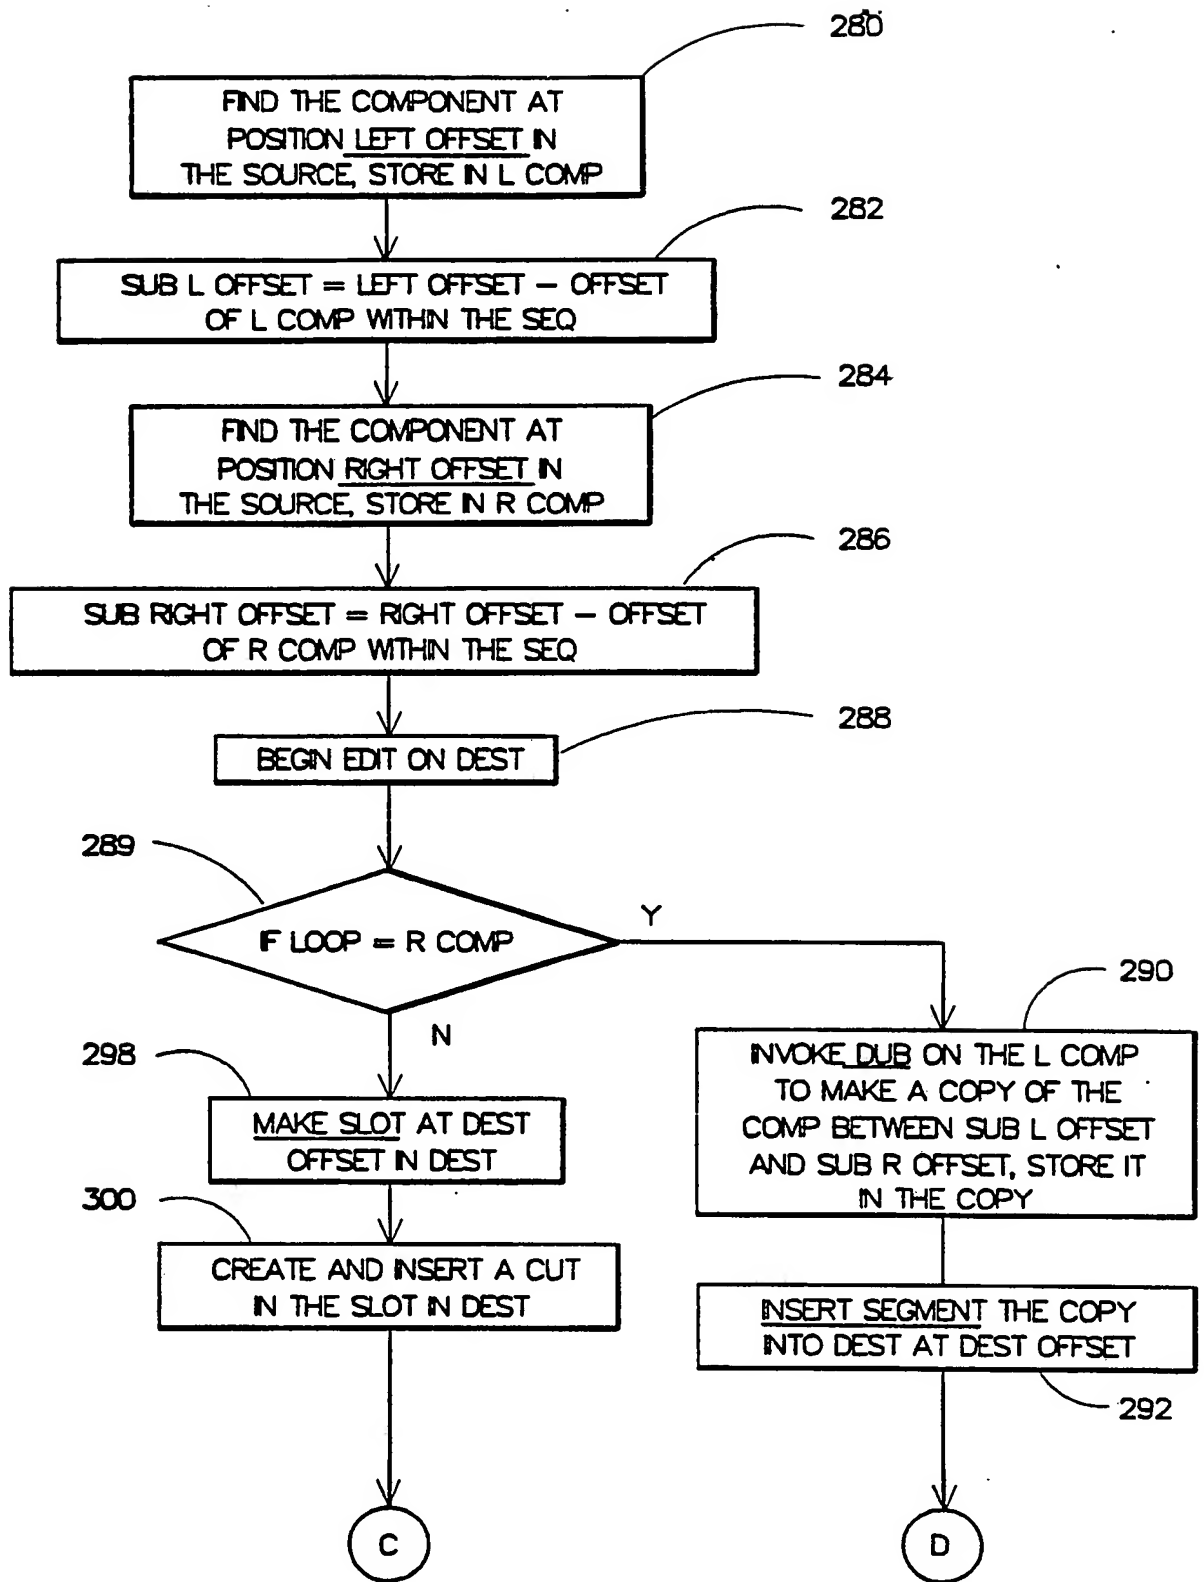 280
FIND THE COMPONENT AT
POSITION LEFT OFFSET IN
THE SOURCE, STORE IN L COMP
282
SUB L OFFSET = LEFT OFFSET – OFFSET
OF L COMP WITHIN THE SEQ
284
FIND THE COMPONENT AT
POSITION RIGHT OFFSET IN
THE SOURCE, STORE IN R COMP
286
SUB RIGHT OFFSET = RIGHT OFFSET – OFFSET
OF R COMP WITHIN THE SEQ
288
BEGIN EDIT ON DEST
289
IF LOOP = R COMP
Y
N
290
INVOKE DUB ON THE L COMP
TO MAKE A COPY OF THE
COMP BETWEEN SUB L OFFSET
AND SUB R OFFSET, STORE IT
IN THE COPY
298
MAKE SLOT AT DEST
OFFSET IN DEST
300
CREATE AND INSERT A CUT
IN THE SLOT IN DEST
INSERT SEGMENT THE COPY
INTO DEST AT DEST OFFSET
292
C
D